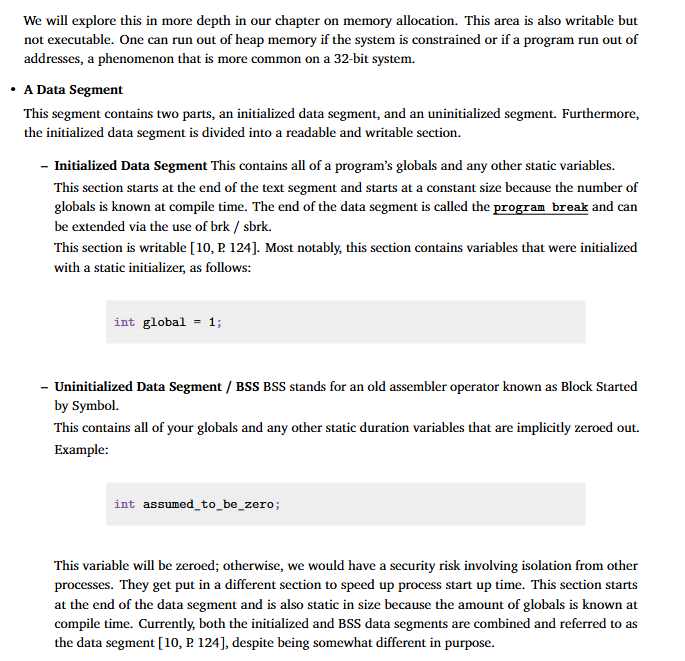 We will explore this in more depth in our chapter on memory allocation. This area is also writable but
not executable. One can run out of heap memory if the system is constrained or if a program run out of
addresses, a phenomenon that is more common on a 32-bit system.
• A Data Segment
This segment contains two parts, an initialized data segment, and an uninitialized segment. Furthermore,
the initialized data segment is divided into a readable and writable section.
– Initialized Data Segment This contains all of a program's globals and any other static variables.
This section starts at the end of the text segment and starts at a constant size because the number of
globals is known at compile time. The end of the data segment is called the program break and can
be extended via the use of brk / sbrk.
This section is writable [10, P. 124]. Most notably, this section contains variables that were initialized
with a static initializer, as follows:
int global = 1;
– Uninitialized Data Segment / BSS BSS stands for an old assembler operator known as Block Started
by Symbol.
This contains all of your globals and any other static duration variables that are implicitly zeroed out.
Example:
int assumed_to_be_zero;
This variable will be zeroed; otherwise, we would have a security risk involving isolation from other
processes. They get put in a different section to speed up process start up time. This section starts
at the end of the data segment and is also static in size because the amount of globals is known at
compile time. Currently, both the initialized and BSS data segments are combined and referred to as
the data segment [10, P. 124], despite being somewhat different in purpose.